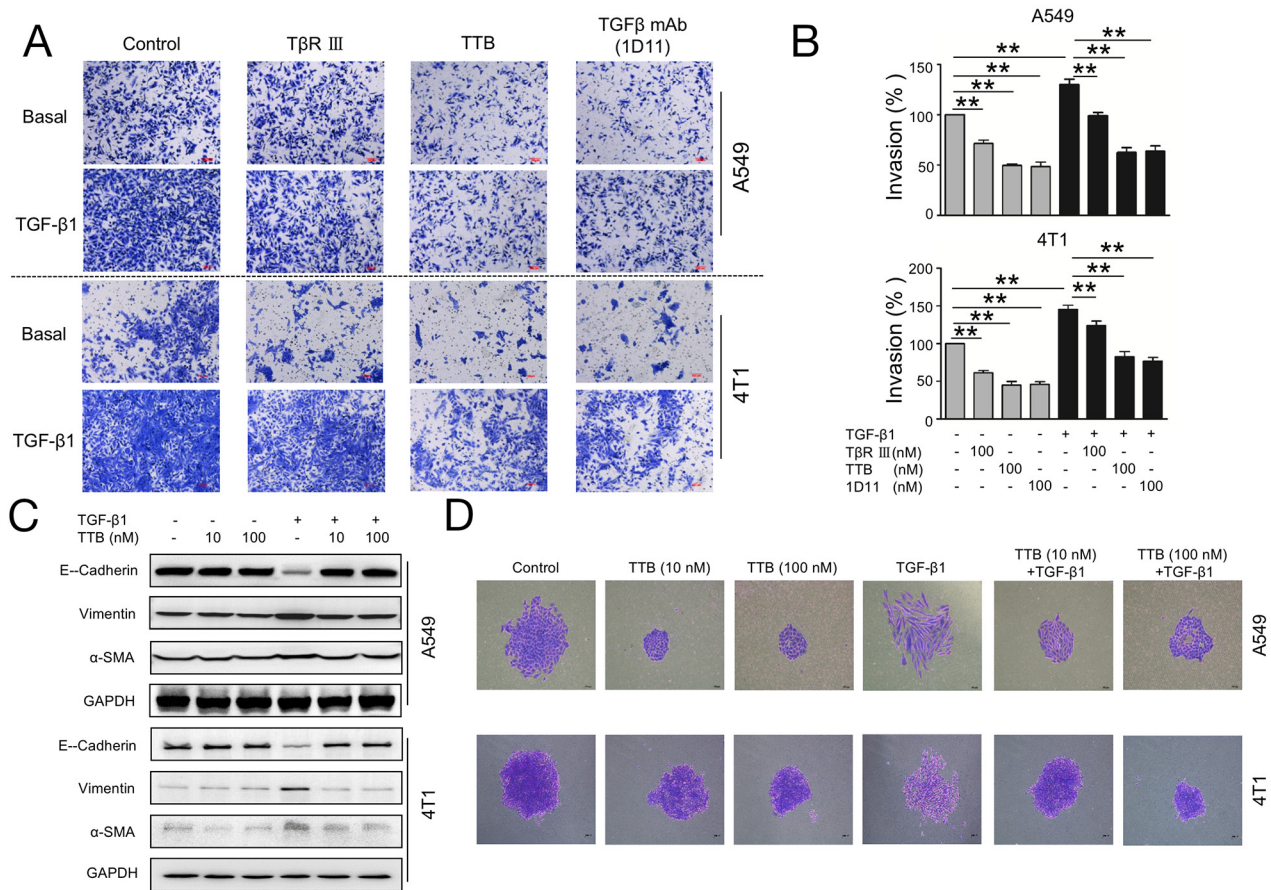 A
Control
TβR Ⅲ
TTB
TGFβ mAb
(1D11)
Basal
TGF-β1
A549
Basal
TGF-β1
4T1
B
A549
Invasion (%)
150
100
50
0
**
**
**
**
**
**
**
4T1
Invasion (%)
200
150
100
50
0
**
**
**
**
**
**
**
TGF-β1 - - - - + + + +
TβR Ⅲ (nM) - 100 - - - 100 - -
TTB (nM) - - 100 - - - 100 -
1D11 (nM) - - - 100 - - - 100
C
TGF-β1 - - - + + +
TTB (nM) - 10 100 - 10 100
E--Cadherin
Vimentin
α-SMA
GAPDH
A549
E--Cadherin
Vimentin
α-SMA
GAPDH
4T1
D
Control
TTB (10 nM)
TTB (100 nM)
TGF-β1
TTB (10 nM)
+TGF-β1
TTB (100 nM)
+TGF-β1
A549
4T1